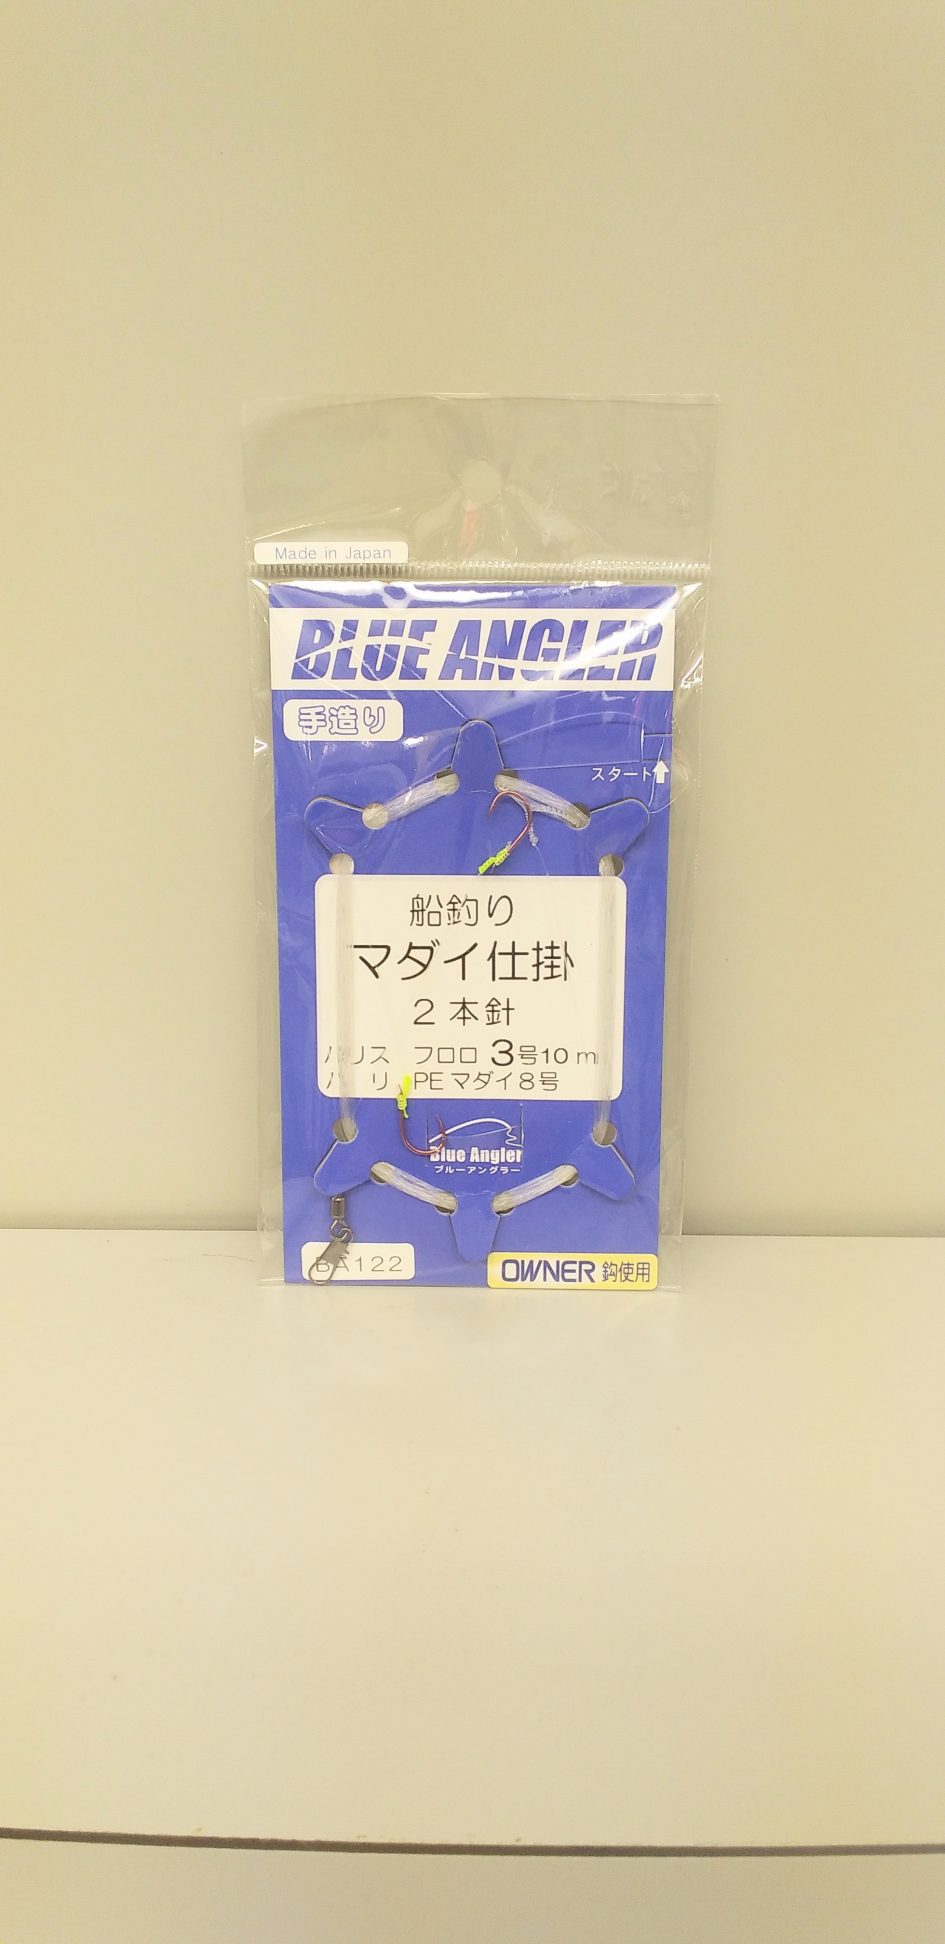 Made in Japan
BLUE ANGLER
手造り
スタート
船釣り
マダイ仕掛
2本針
ハリス フロロ 3号10m
ハリ PEマダイ8号
Blue Angler
ブルーアングラー
BA122
OWNER 鈎使用